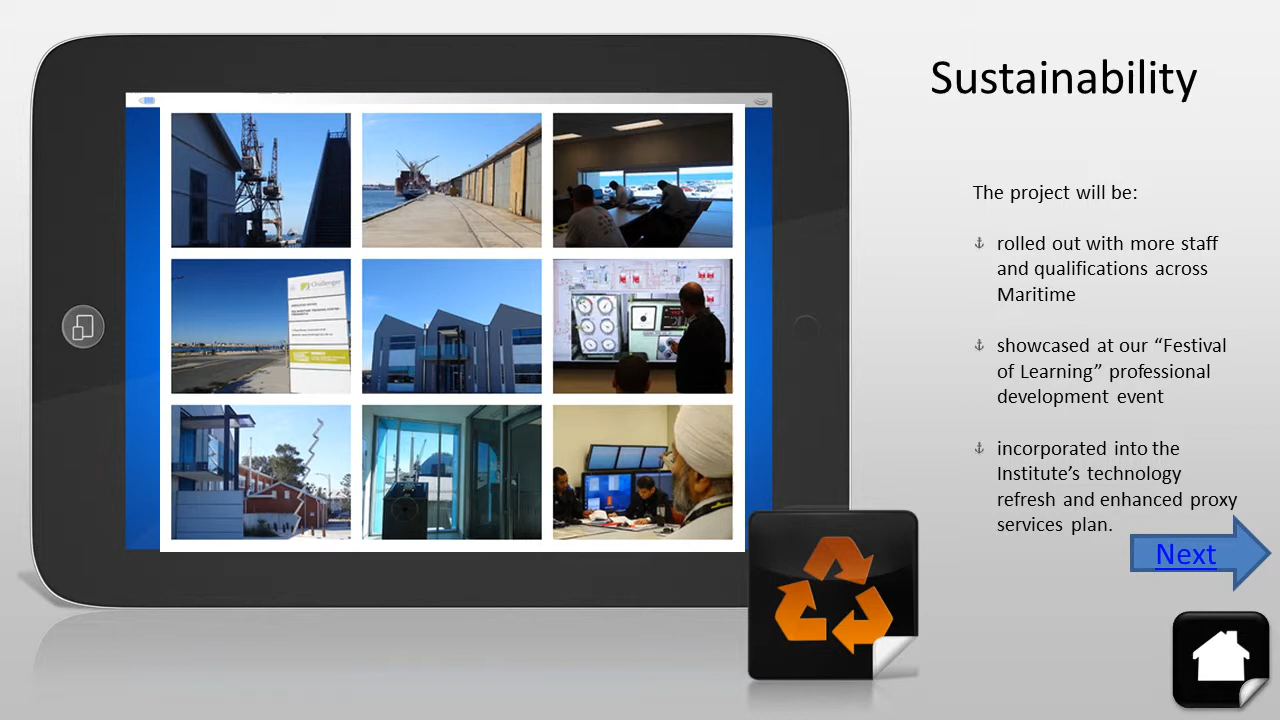 Sustainability
The project will be:
rolled out with more staff
and qualifications across
Maritime
showcased at our “Festival
of Learning” professional
development event
incorporated into the
Institute’s technology
refresh and enhanced proxy
services plan.
Next
Challenger